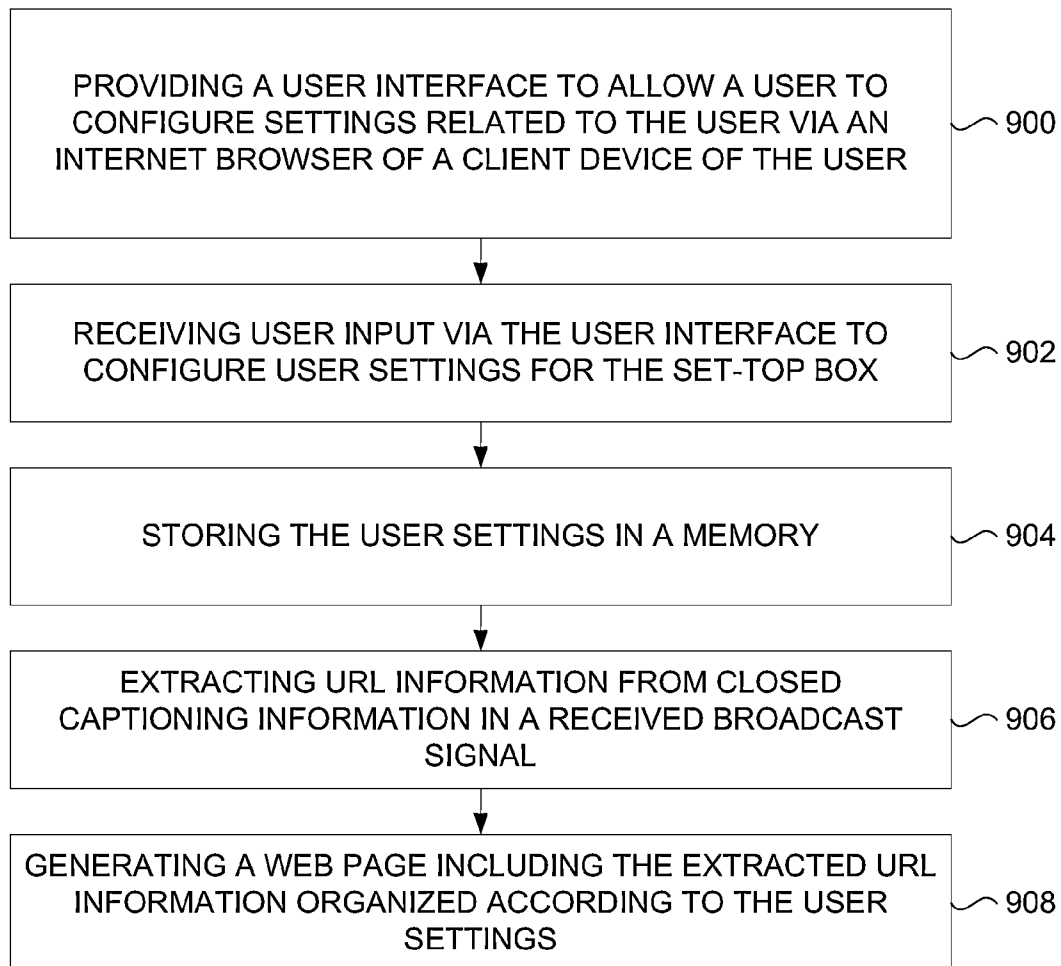 PROVIDING A USER INTERFACE TO ALLOW A USER TO
CONFIGURE SETTINGS RELATED TO THE USER VIA AN
INTERNET BROWSER OF A CLIENT DEVICE OF THE USER
900
RECEIVING USER INPUT VIA THE USER INTERFACE TO
CONFIGURE USER SETTINGS FOR THE SET-TOP BOX
902
STORING THE USER SETTINGS IN A MEMORY
904
EXTRACTING URL INFORMATION FROM CLOSED
CAPTIONING INFORMATION IN A RECEIVED BROADCAST
SIGNAL
906
GENERATING A WEB PAGE INCLUDING THE EXTRACTED URL
INFORMATION ORGANIZED ACCORDING TO THE USER
SETTINGS
908